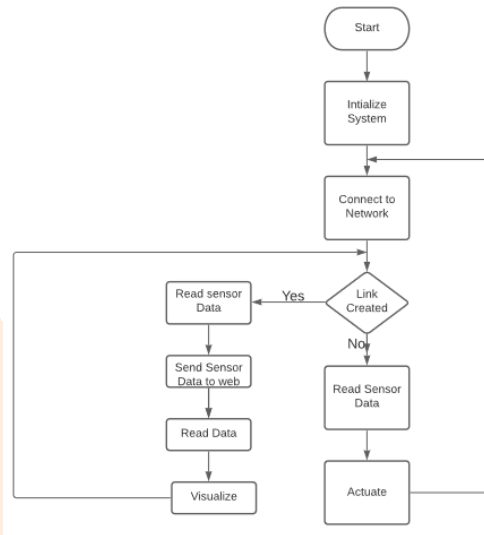 Start
Intialize
System
Connect to
Network
Link
Created
Yes
No
Read sensor
Data
Send Sensor
Data to web
Read Data
Visualize
Read Sensor
Data
Actuate